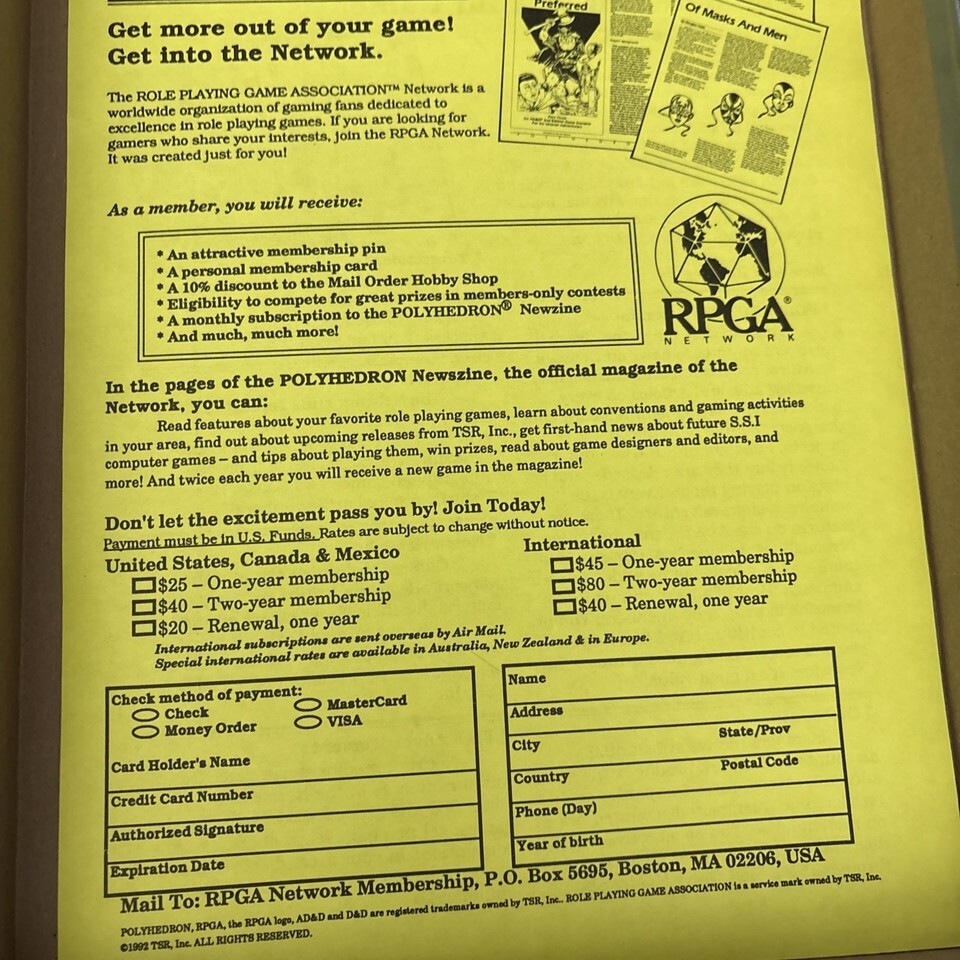 Preferred
Of Masks And Men
Get more out of your game!
Get into the Network.
The ROLE PLAYING GAME ASSOCIATION™ Network is a
worldwide organization of gaming fans dedicated to
excellence in role playing games. If you are looking for
gamers who share your interests, join the RPGA Network.
It was created just for you!
As a member, you will receive:
* An attractive membership pin
* A personal membership card
* A 10% discount to the Mail Order Hobby Shop
* Eligibility to compete for great prizes in members-only contests
* A monthly subscription to the POLYHEDRON® Newzine
* And much, much more!
RPGA®
NETWORK
In the pages of the POLYHEDRON Newszine, the official magazine of the
Network, you can:
Read features about your favorite role playing games, learn about conventions and gaming activities
in your area, find out about upcoming releases from TSR, Inc., get first-hand news about future S.S.I
computer games – and tips about playing them, win prizes, read about game designers and editors, and
more! And twice each year you will receive a new game in the magazine!
Don't let the excitement pass you by! Join Today!
Payment must be in U.S. Funds. Rates are subject to change without notice.
United States, Canada & Mexico
$25 – One-year membership
$40 – Two-year membership
$20 – Renewal, one year
International
$45 – One-year membership
$80 – Two-year membership
$40 – Renewal, one year
International subscriptions are sent overseas by Air Mail.
Special international rates are available in Australia, New Zealand & in Europe.
Check method of payment:
Check
Money Order
MasterCard
VISA
Card Holder's Name
Credit Card Number
Authorized Signature
Expiration Date
Name
Address
City State/Prov
Country Postal Code
Phone (Day)
Year of birth
Mail To: RPGA Network Membership, P.O. Box 5695, Boston, MA 02206, USA
POLYHEDRON, RPGA, the RPGA logo, AD&D and D&D are registered trademarks owned by TSR, Inc.. ROLE PLAYING GAME ASSOCIATION is a service mark owned by TSR, Inc.
©1992 TSR, Inc. ALL RIGHTS RESERVED.